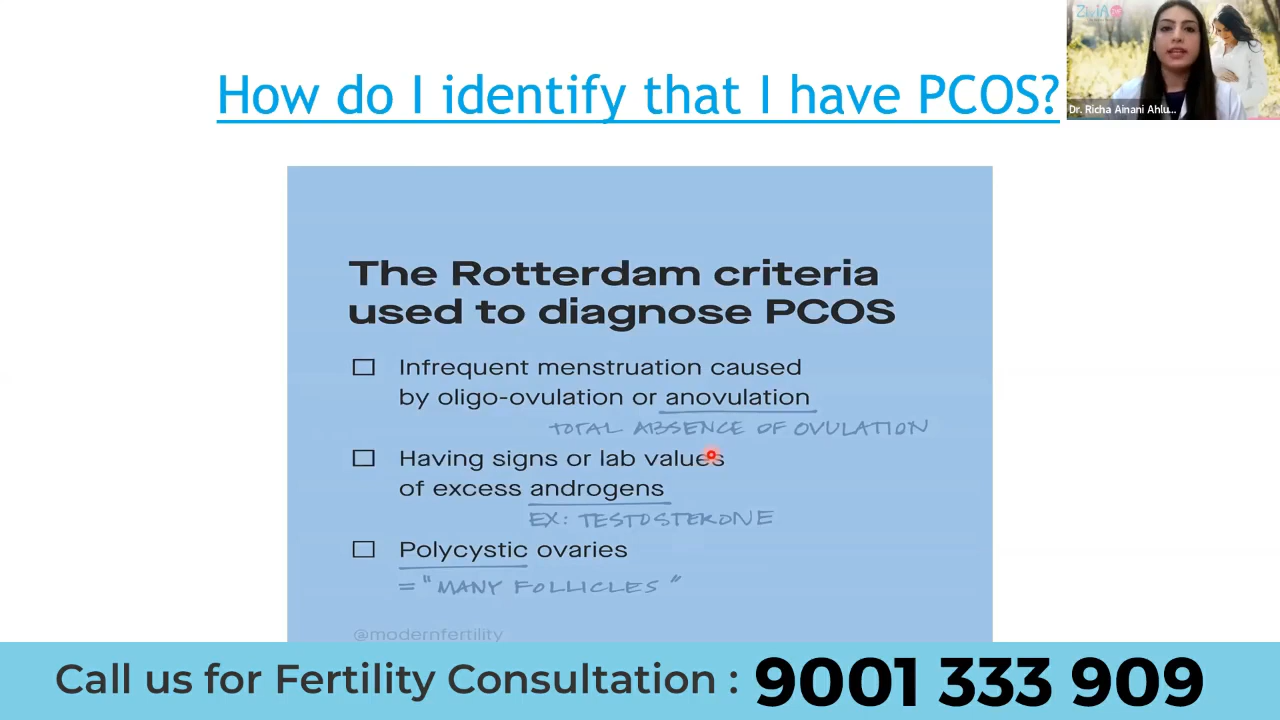 How do I identify that I have PCOS?
Dr. Richa Ainani Ahlu...
The Rotterdam criteria
used to diagnose PCOS
Infrequent menstruation caused
by oligo-ovulation or anovulation
TOTAL ABSENCE OF OVULATION
Having signs or lab values
of excess androgens
EX: TESTOSTERONE
Polycystic ovaries
= "MANY FOLLICLES"
@modernfertility
Call us for Fertility Consultation : 9001 333 909